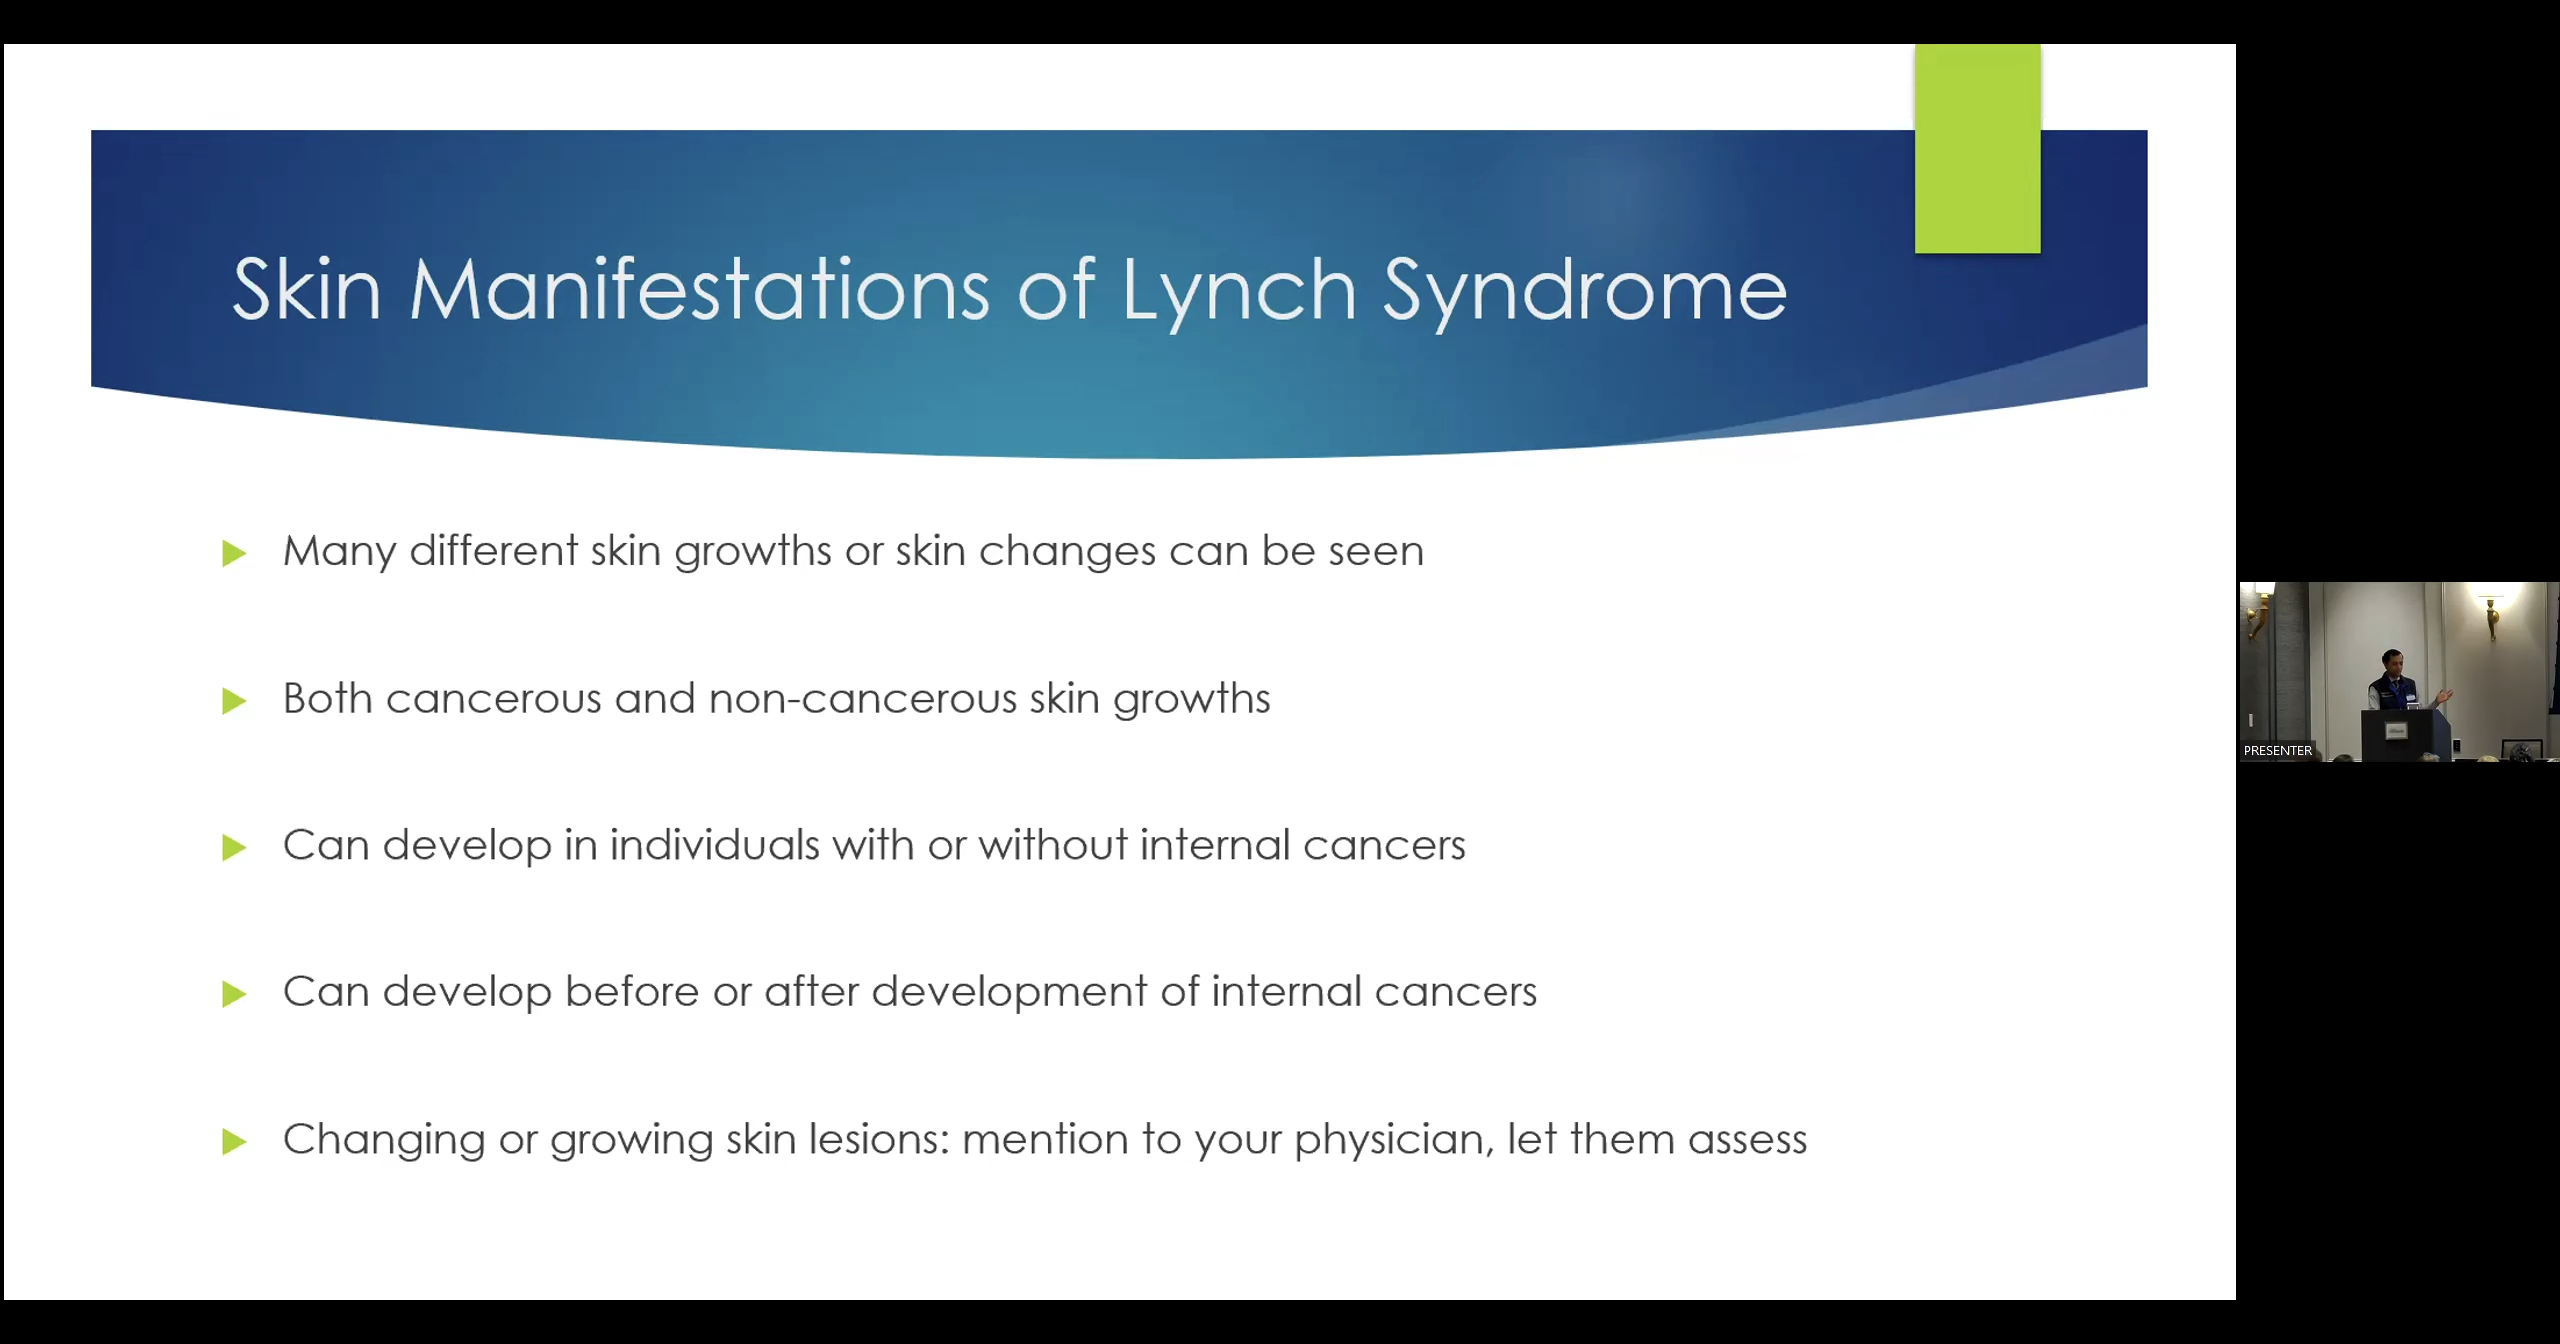 Skin Manifestations of Lynch Syndrome
Many different skin growths or skin changes can be seen
Both cancerous and non-cancerous skin growths
Can develop in individuals with or without internal cancers
Can develop before or after development of internal cancers
Changing or growing skin lesions: mention to your physician, let them assess
PRESENTER